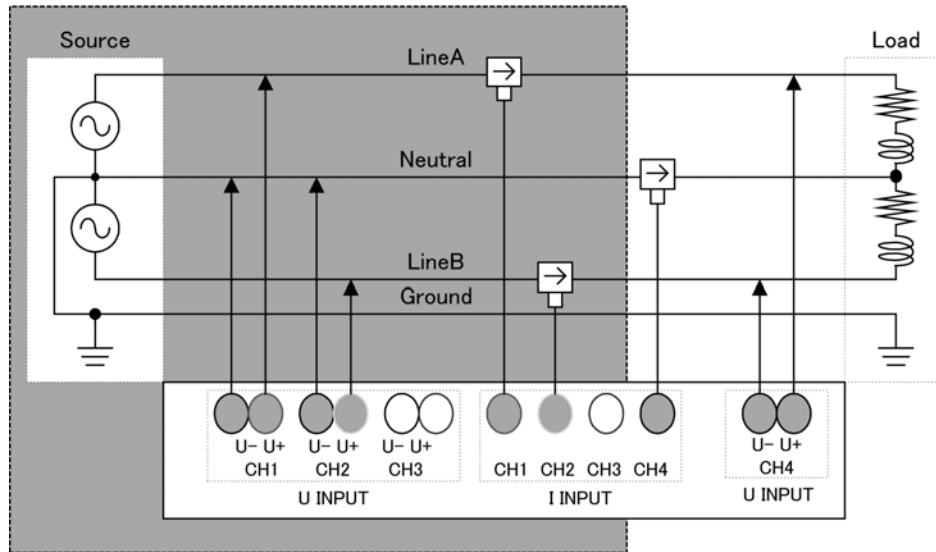 Source
Load
LineA
Neutral
LineB
Ground
U- U+
U- U+
U- U+
U- U+
CH1
CH2
CH3
CH1
CH2
CH3
CH4
CH4
U INPUT
I INPUT
U INPUT